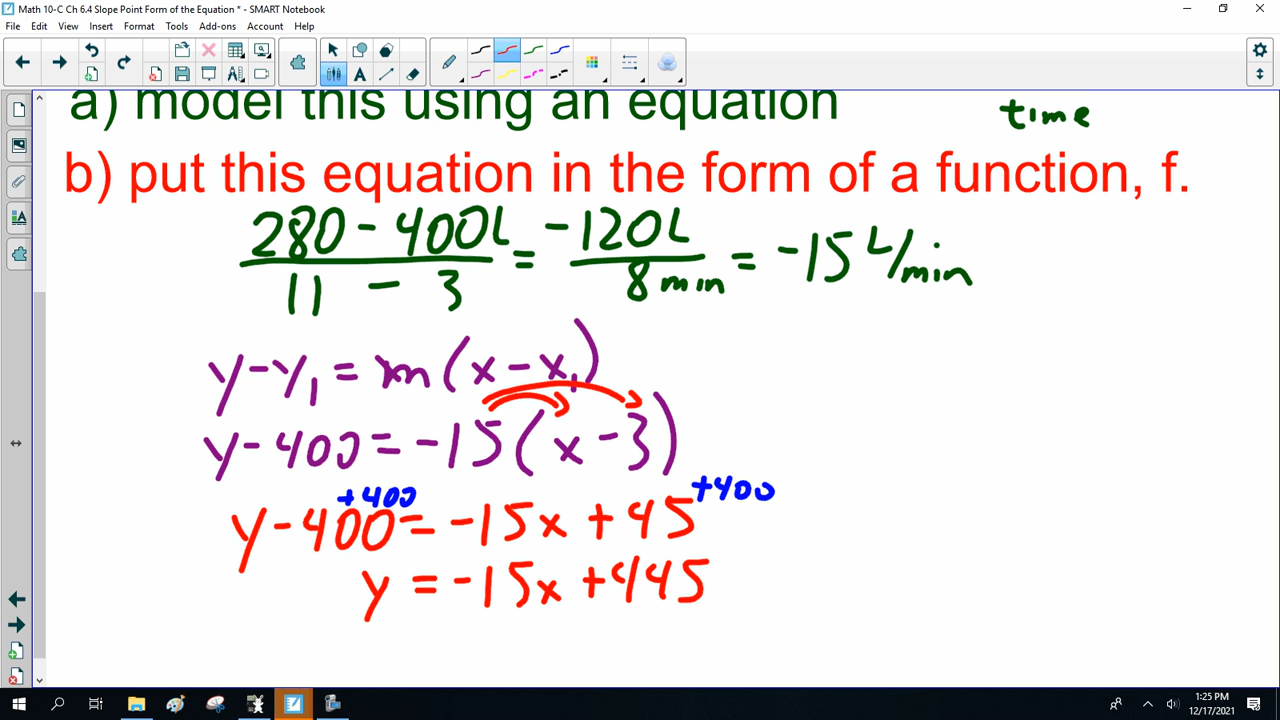 Math 10-C Ch 6.4 Slope Point Form of the Equation * - SMART Notebook
File Edit View Insert Format Tools Add-ons Account Help
a) model this using an equation
time
b) put this equation in the form of a function, f.
280 - 400L / 11 - 3 = -120L / 8 min = -15 L/min
y - y₁ = m(x - x₁)
y - 400 = -15(x - 3)
+400 +400
y - 400 = -15x + 45
y = -15x + 445
1:25 PM
12/17/2021